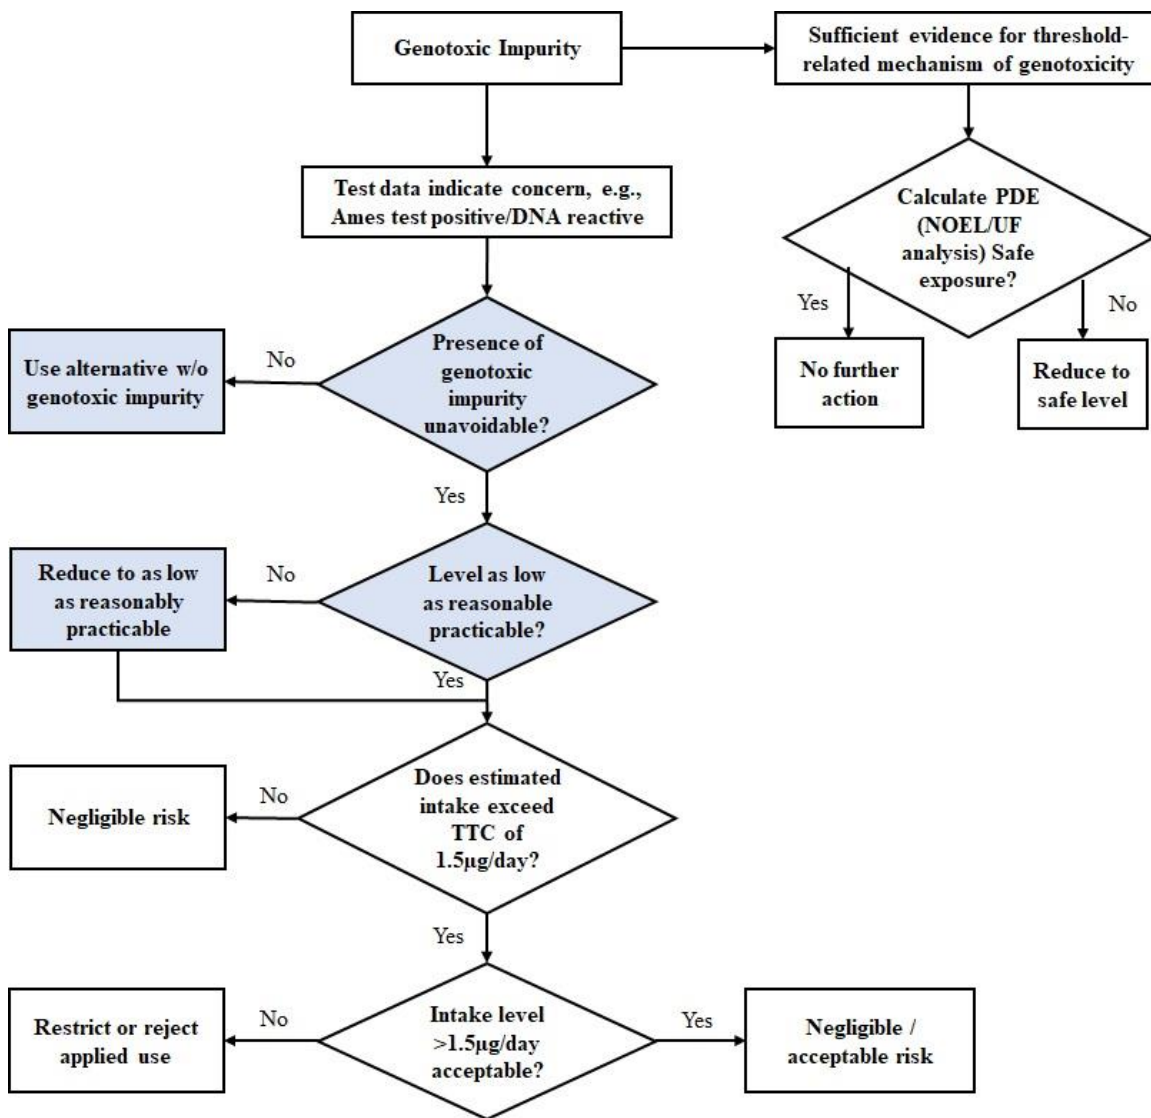 Genotoxic Impurity
Sufficient evidence for threshold-
related mechanism of genotoxicity
Test data indicate concern, e.g.,
Ames test positive/DNA reactive
Calculate PDE
(NOEL/UF
analysis) Safe
exposure?
Yes
No
No further
action
Reduce to
safe level
Presence of
genotoxic
impurity
unavoidable?
No
Use alternative w/o
genotoxic impurity
Yes
Level as low
as reasonable
practicable?
No
Reduce to as low
as reasonably
practicable
Yes
Does estimated
intake exceed
TTC of
1.5µg/day?
No
Negligible risk
Yes
Intake level
>1.5µg/day
acceptable?
No
Restrict or reject
applied use
Yes
Negligible /
acceptable risk